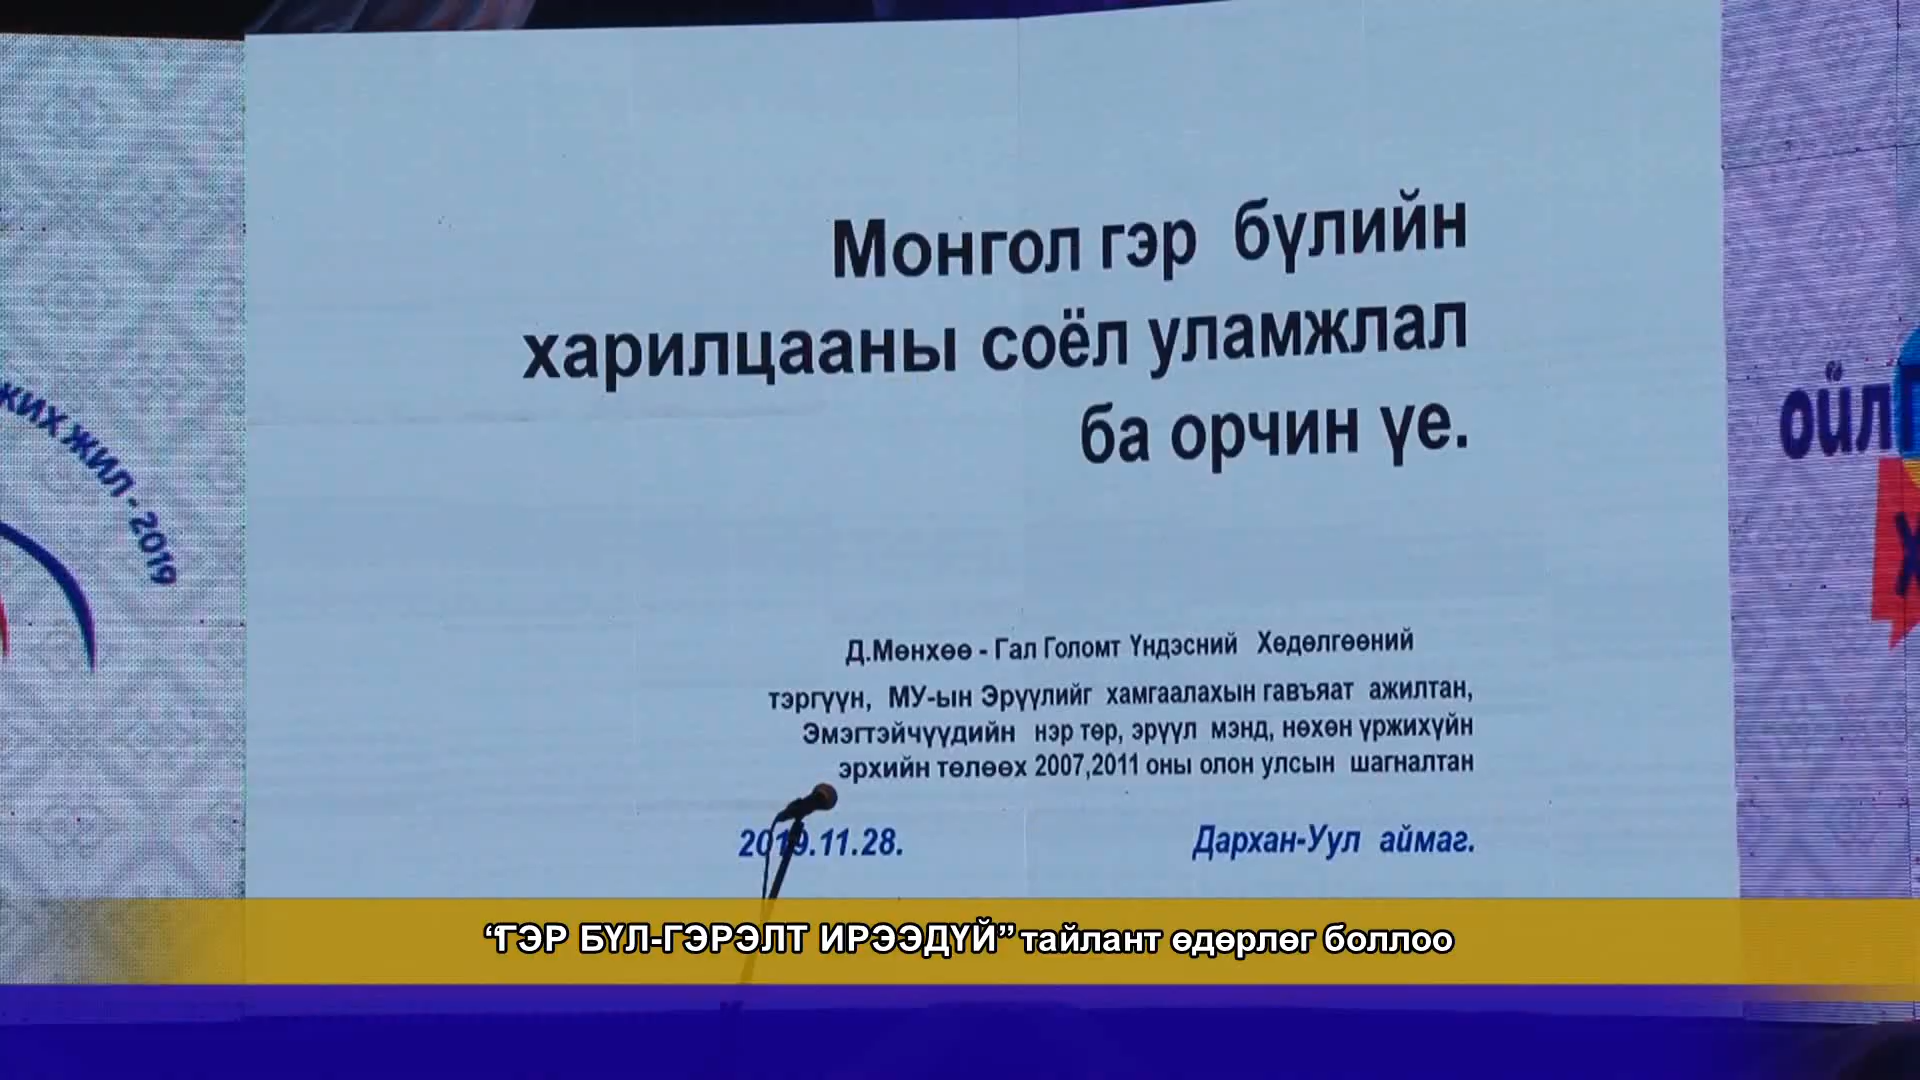 Монгол гэр бүлийн
харилцааны соёл уламжлал
ба орчин үе.
Д.Мөнхөө - Гал Голомт Үндэсний Хөдөлгөөний
тэргүүн, МУ-ын Эрүүлийг хамгаалахын гавъяат ажилтан,
Эмэгтэйчүүдийн нэр төр, эрүүл мэнд, нөхөн үржихүйн
эрхийн төлөөх 2007,2011 оны олон улсын шагналтан
2019.11.28. Дархан-Уул аймаг.
ЖИЛ - 2019
“ГЭР БҮЛ-ГЭРЭЛТ ИРЭЭДҮЙ” тайлант өдөрлөг боллоо